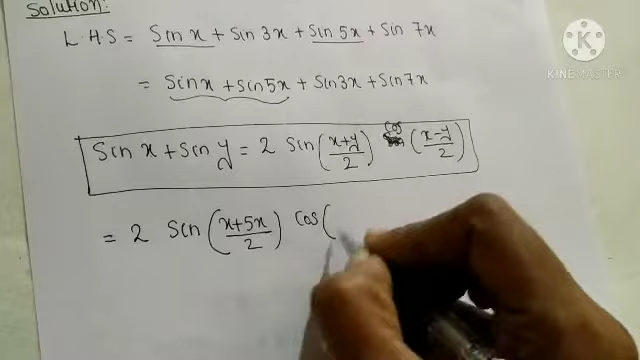 Solution:
L.H.S = Sin x + Sin 3x + Sin 5x + Sin 7x
= Sin x + Sin 5x + Sin 3x + Sin 7x
Sin x + Sin y = 2 Sin (x+y/2) cos (x-y/2)
= 2 Sin (x+5x/2) Cos (
KINEMASTER